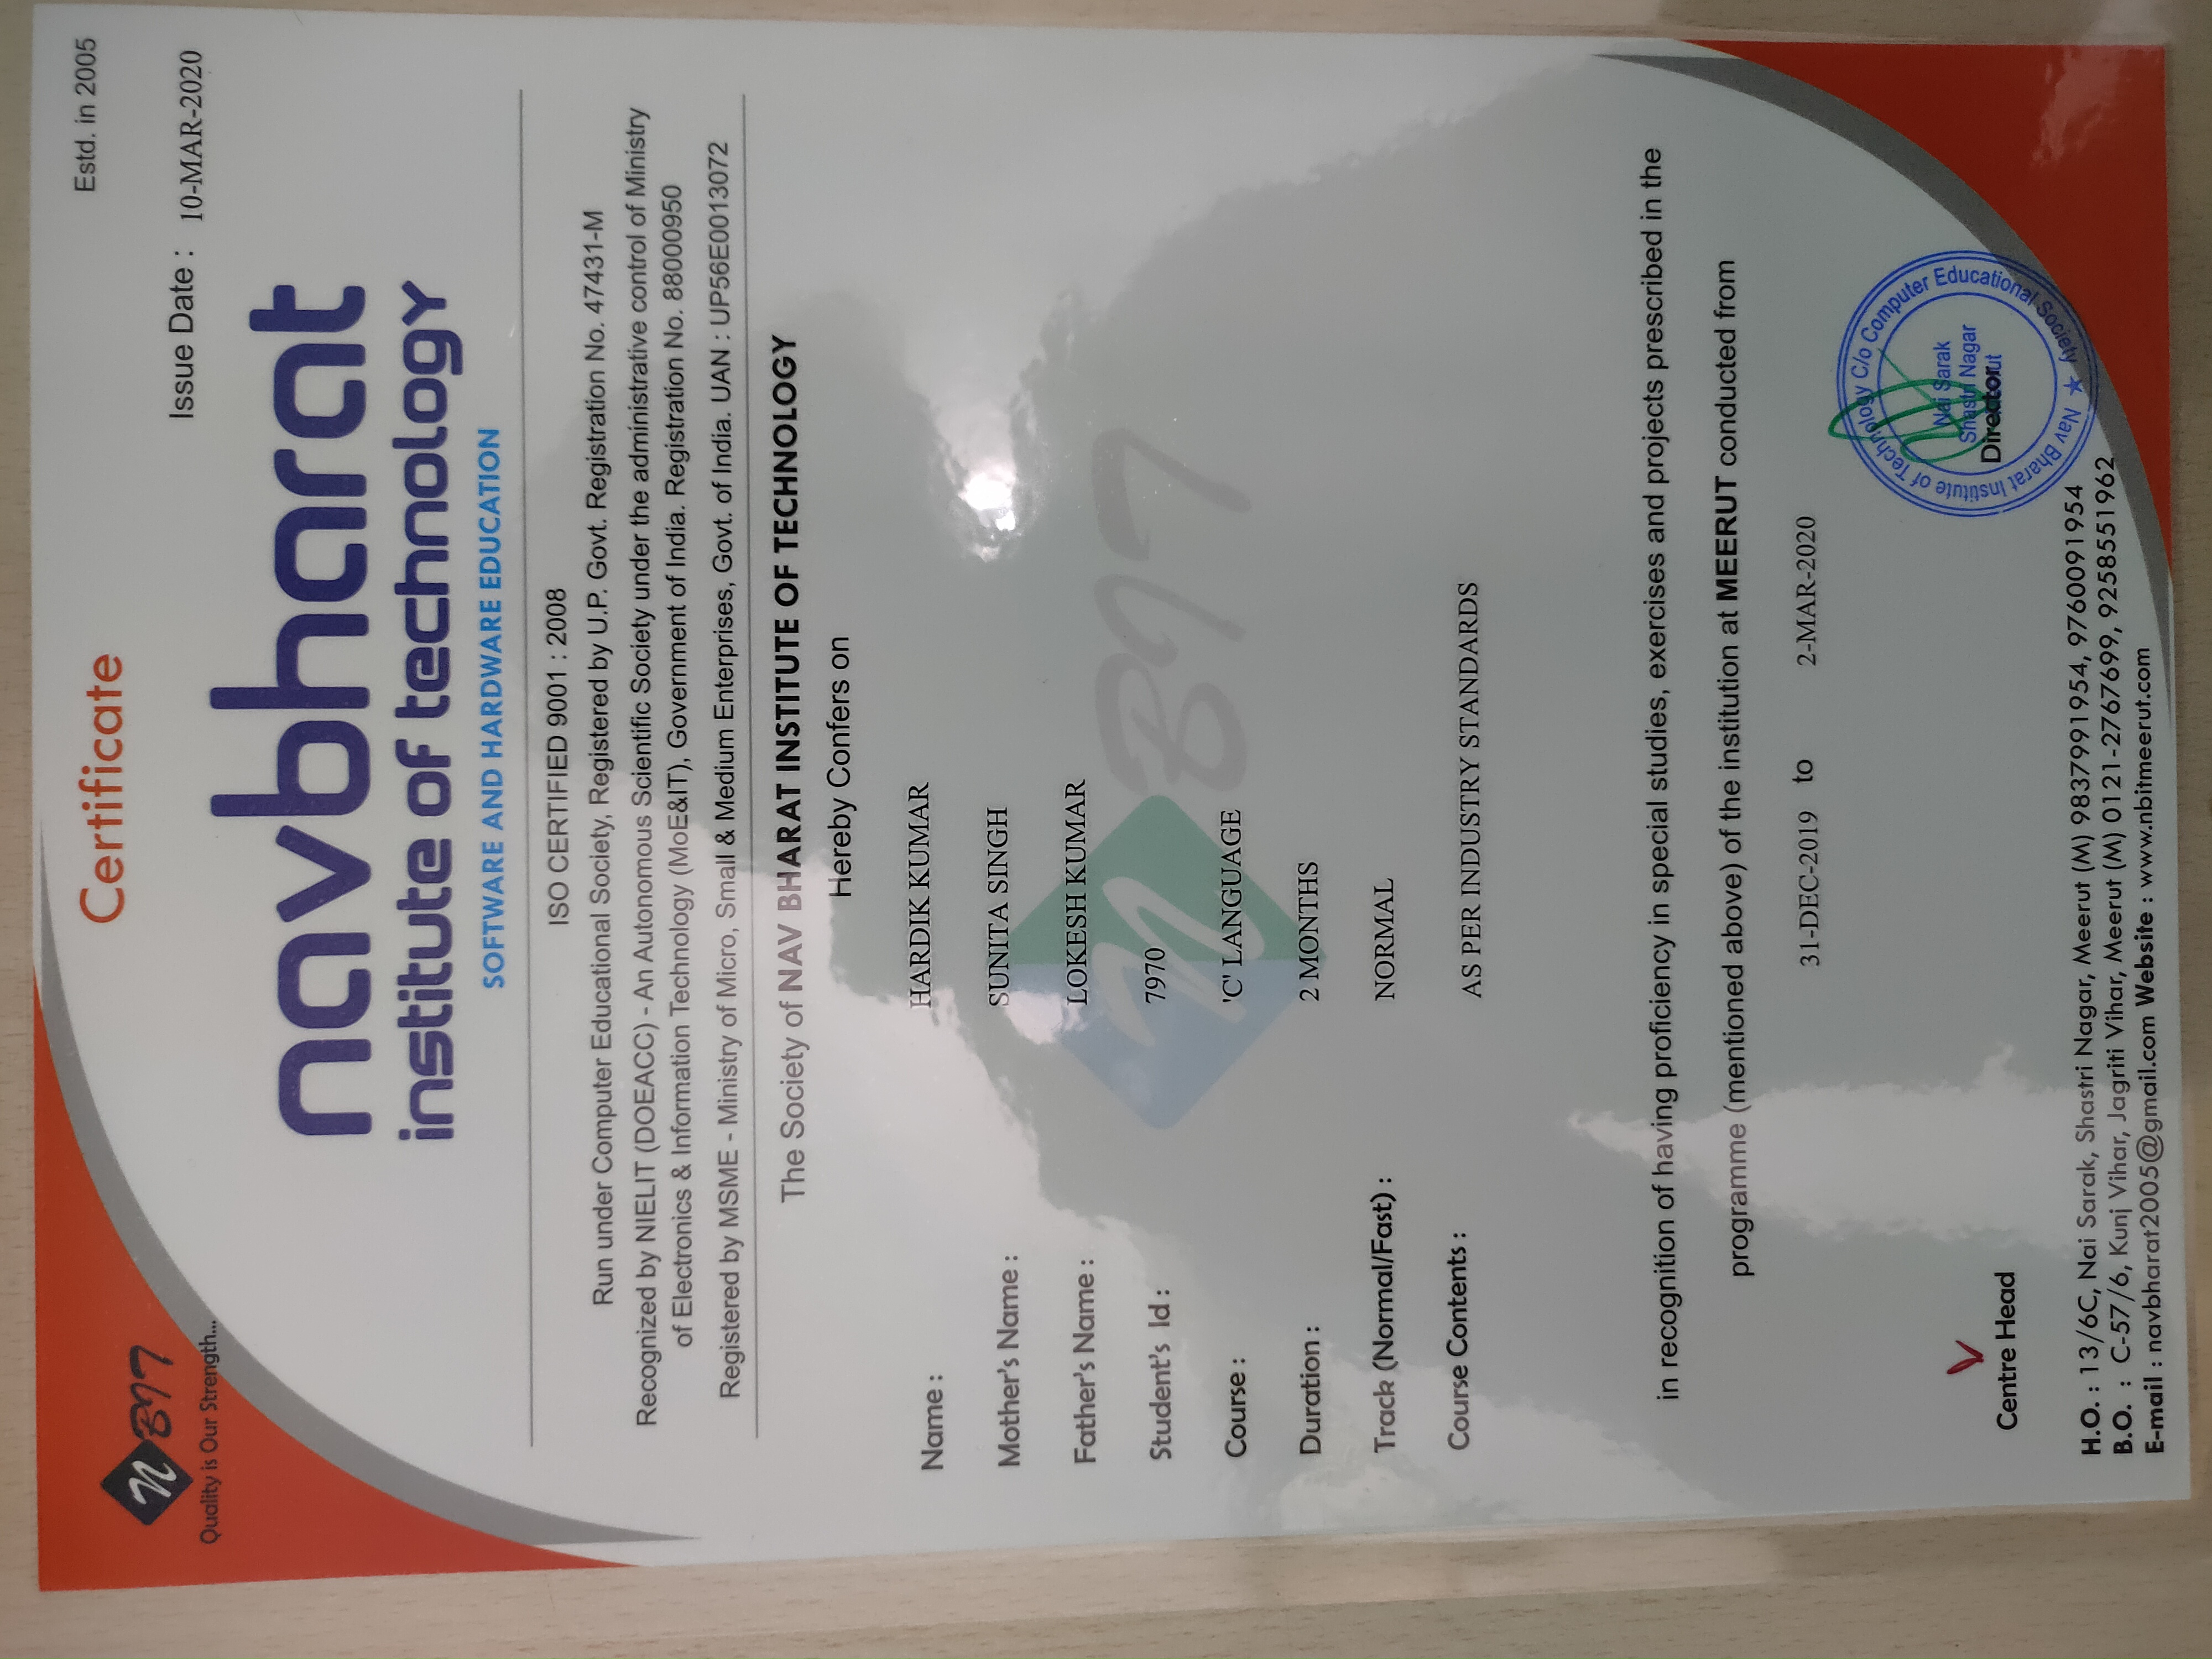 Certificate
Estd. in 2005
NBIT
Quality is Our Strength...
Issue Date : 10-MAR-2020
navbharat
institute of technology
SOFTWARE AND HARDWARE EDUCATION
ISO CERTIFIED 9001 : 2008
Run under Computer Educational Society, Registered by U.P. Govt. Registration No. 47431-M
Recognized by NIELIT (DOEACC) - An Autonomous Scientific Society under the administrative control of Ministry
of Electronics & Information Technology (MoE&IT), Government of India. Registration No. 88000950
Registered by MSME - Ministry of Micro, Small & Medium Enterprises, Govt. of India. UAN : UP56E0013072
The Society of NAV BHARAT INSTITUTE OF TECHNOLOGY
Hereby Confers on
Name : HARDIK KUMAR
Mother's Name : SUNITA SINGH
Father's Name : LOKESH KUMAR
NBIT
Student's Id : 7970
Course : 'C' LANGUAGE
Duration : 2 MONTHS
Track (Normal/Fast) : NORMAL
Course Contents : AS PER INDUSTRY STANDARDS
in recognition of having proficiency in special studies, exercises and projects prescribed in the
programme (mentioned above) of the institution at MEERUT conducted from
31-DEC-2019 to 2-MAR-2020
Nav Bharat Institute of Technology C/o Computer Educational Society
Nai Sarak
Shastri Nagar
Director
Centre Head
H.O. : 13/6C, Nai Sarak, Shastri Nagar, Meerut (M) 9837991954, 9760091954
B.O. : C-57/6, Kunj Vihar, Jagriti Vihar, Meerut (M) 0121-2767699, 9258551962
E-mail : navbharat2005@gmail.com Website : www.nbitmeerut.com